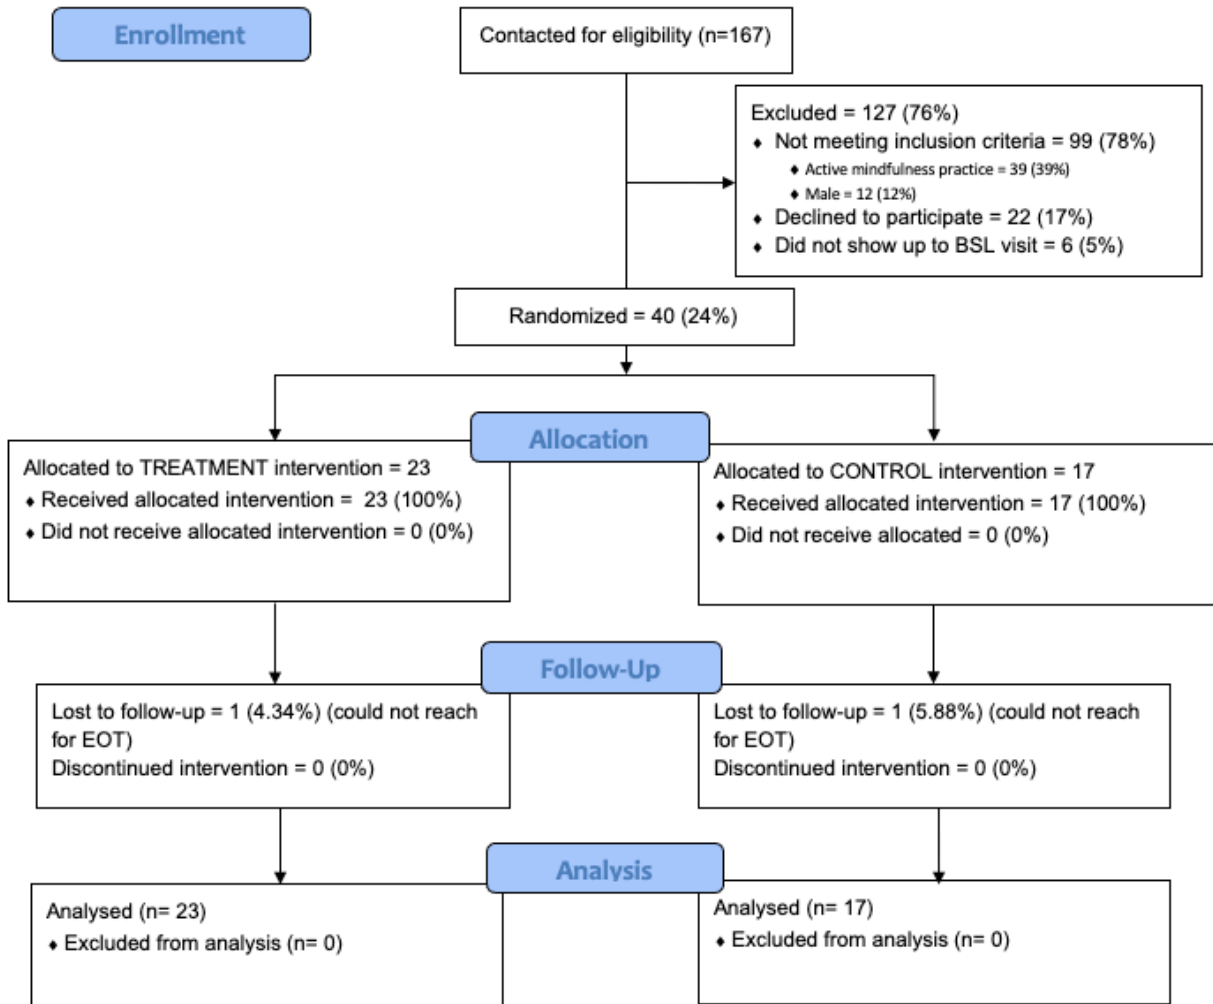 Enrollment
Contacted for eligibility (n=167)
Excluded = 127 (76%)
♦ Not meeting inclusion criteria = 99 (78%)
♦ Active mindfulness practice = 39 (39%)
♦ Male = 12 (12%)
♦ Declined to participate = 22 (17%)
♦ Did not show up to BSL visit = 6 (5%)
Randomized = 40 (24%)
Allocation
Allocated to TREATMENT intervention = 23
♦ Received allocated intervention = 23 (100%)
♦ Did not receive allocated intervention = 0 (0%)
Allocated to CONTROL intervention = 17
♦ Received allocated intervention = 17 (100%)
♦ Did not receive allocated = 0 (0%)
Follow-Up
Lost to follow-up = 1 (4.34%) (could not reach
for EOT)
Discontinued intervention = 0 (0%)
Lost to follow-up = 1 (5.88%) (could not reach
for EOT)
Discontinued intervention = 0 (0%)
Analysis
Analysed (n= 23)
♦ Excluded from analysis (n= 0)
Analysed (n= 17)
♦ Excluded from analysis (n= 0)